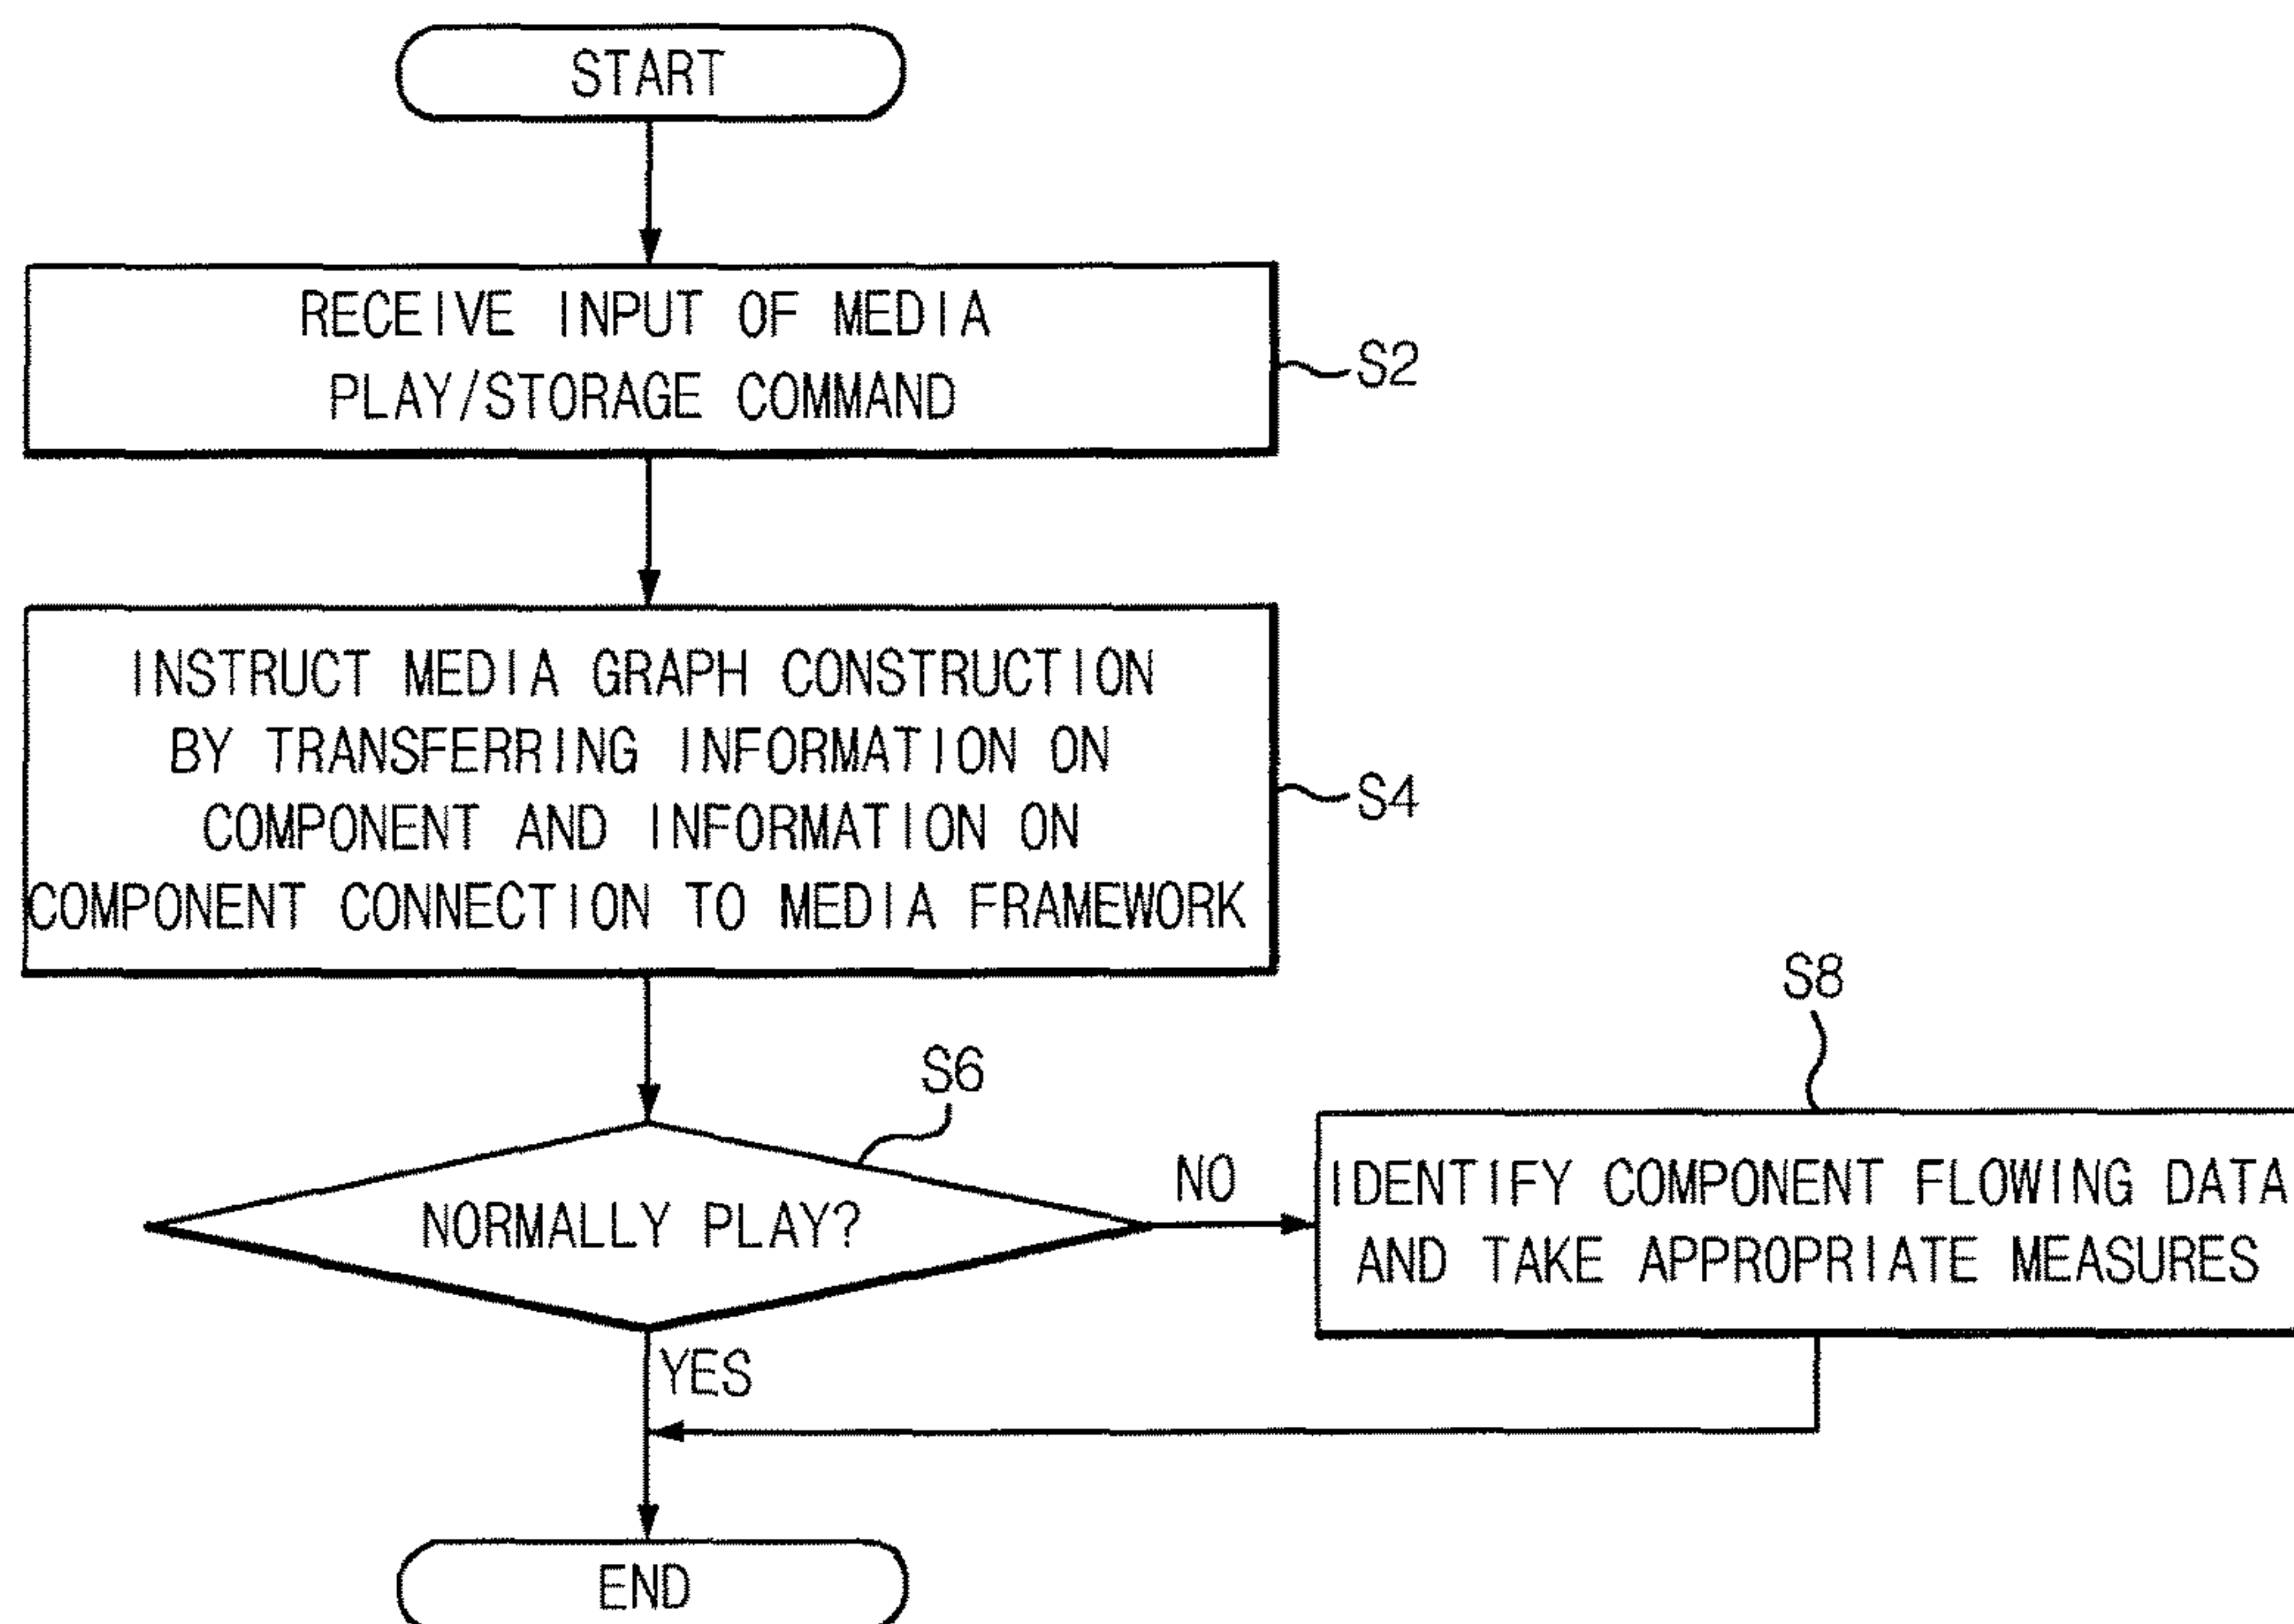 START
RECEIVE INPUT OF MEDIA
PLAY/STORAGE COMMAND
S2
INSTRUCT MEDIA GRAPH CONSTRUCTION
BY TRANSFERRING INFORMATION ON
COMPONENT AND INFORMATION ON
COMPONENT CONNECTION TO MEDIA FRAMEWORK
S4
S6
NORMALLY PLAY?
NO
S8
IDENTIFY COMPONENT FLOWING DATA
AND TAKE APPROPRIATE MEASURES
YES
END